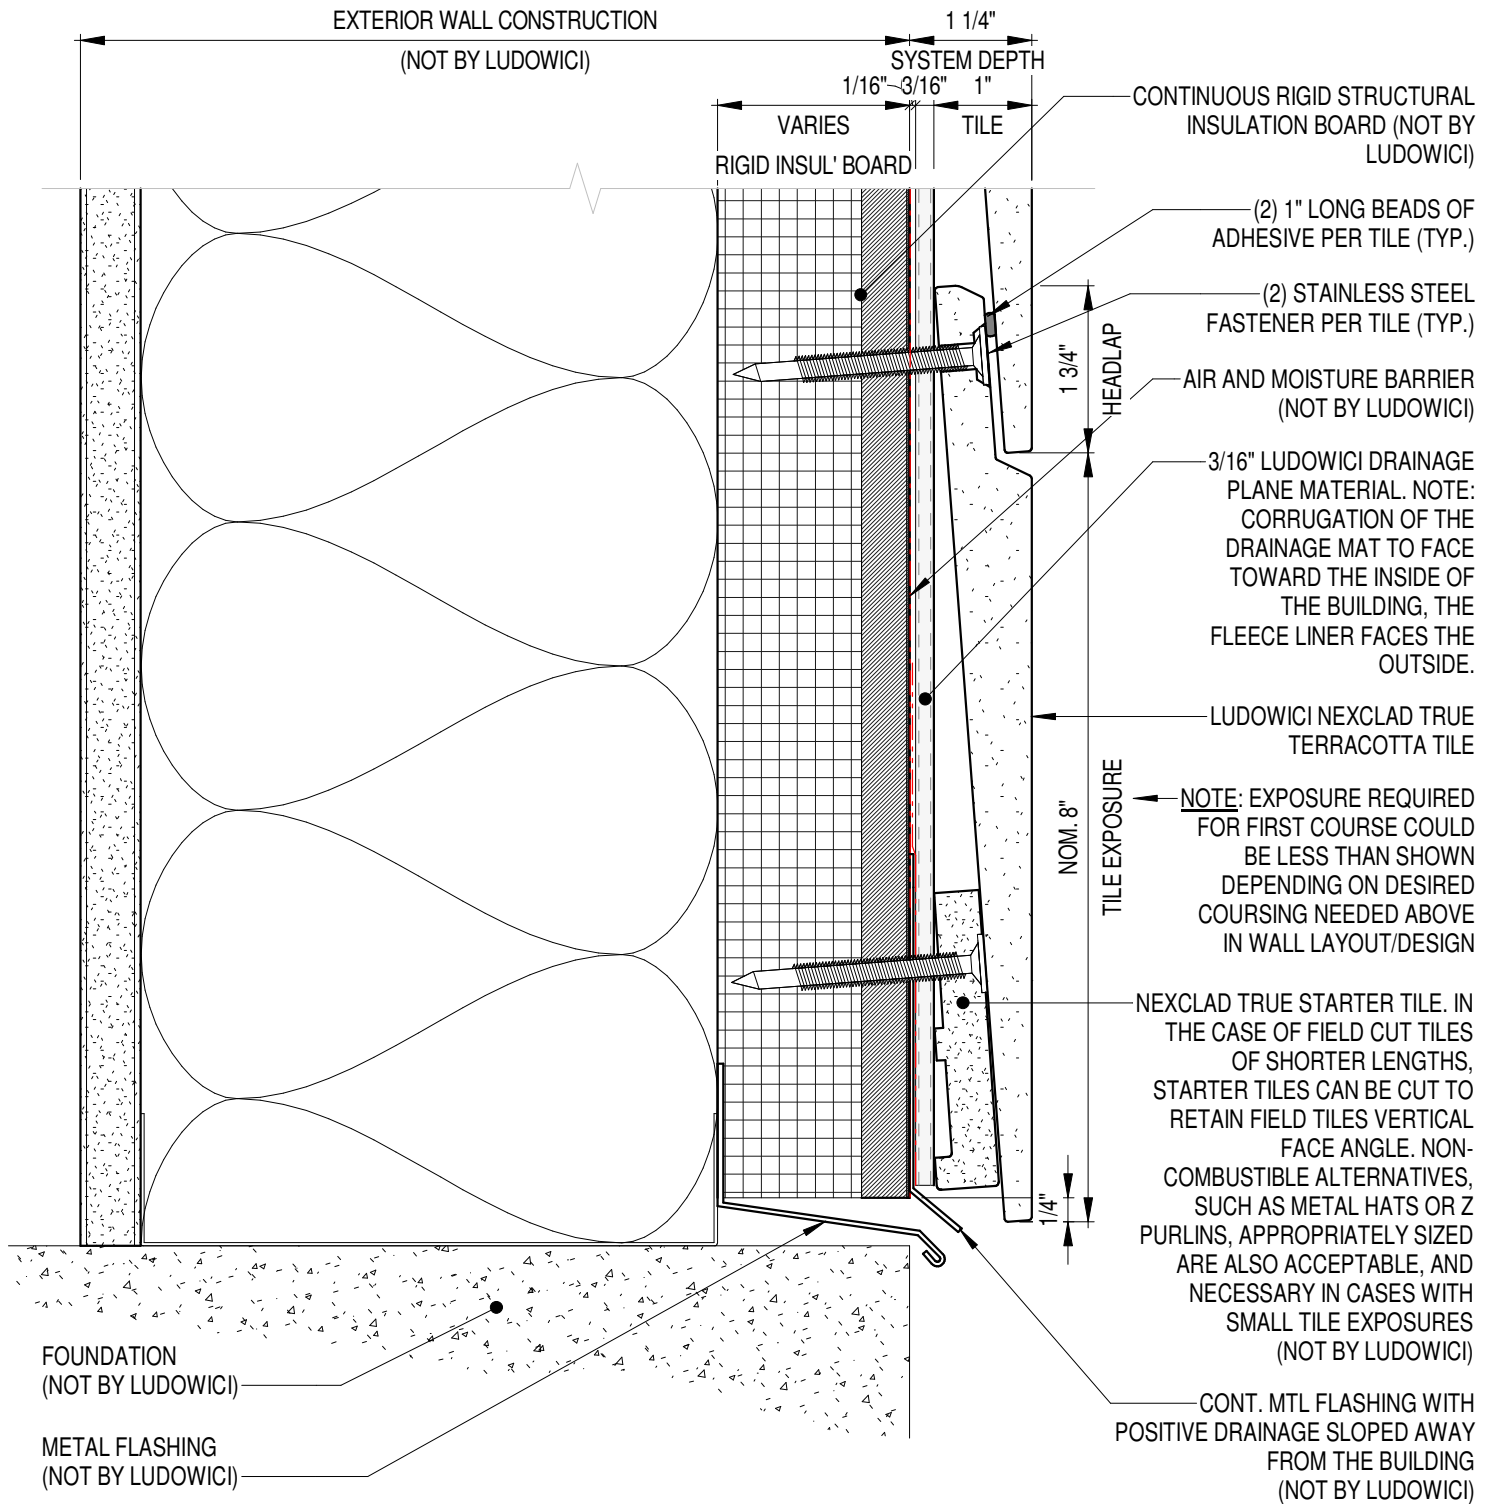 EXTERIOR WALL CONSTRUCTION
(NOT BY LUDOWICI)
1 1/4"
SYSTEM DEPTH
1/16"
3/16"
1"
VARIES
TILE
RIGID INSUL' BOARD
CONTINUOUS RIGID STRUCTURAL
INSULATION BOARD (NOT BY
LUDOWICI)
(2) 1" LONG BEADS OF
ADHESIVE PER TILE (TYP.)
(2) STAINLESS STEEL
FASTENER PER TILE (TYP.)
1 3/4"
HEADLAP
AIR AND MOISTURE BARRIER
(NOT BY LUDOWICI)
3/16" LUDOWICI DRAINAGE
PLANE MATERIAL. NOTE:
CORRUGATION OF THE
DRAINAGE MAT TO FACE
TOWARD THE INSIDE OF
THE BUILDING, THE
FLEECE LINER FACES THE
OUTSIDE.
LUDOWICI NEXCLAD TRUE
TERRACOTTA TILE
NOM. 8"
TILE EXPOSURE
NOTE: EXPOSURE REQUIRED
FOR FIRST COURSE COULD
BE LESS THAN SHOWN
DEPENDING ON DESIRED
COURSING NEEDED ABOVE
IN WALL LAYOUT/DESIGN
NEXCLAD TRUE STARTER TILE. IN
THE CASE OF FIELD CUT TILES
OF SHORTER LENGTHS,
STARTER TILES CAN BE CUT TO
RETAIN FIELD TILES VERTICAL
FACE ANGLE. NON-
COMBUSTIBLE ALTERNATIVES,
SUCH AS METAL HATS OR Z
PURLINS, APPROPRIATELY SIZED
ARE ALSO ACCEPTABLE, AND
NECESSARY IN CASES WITH
SMALL TILE EXPOSURES
(NOT BY LUDOWICI)
1/4"
CONT. MTL FLASHING WITH
POSITIVE DRAINAGE SLOPED AWAY
FROM THE BUILDING
(NOT BY LUDOWICI)
FOUNDATION
(NOT BY LUDOWICI)
METAL FLASHING
(NOT BY LUDOWICI)